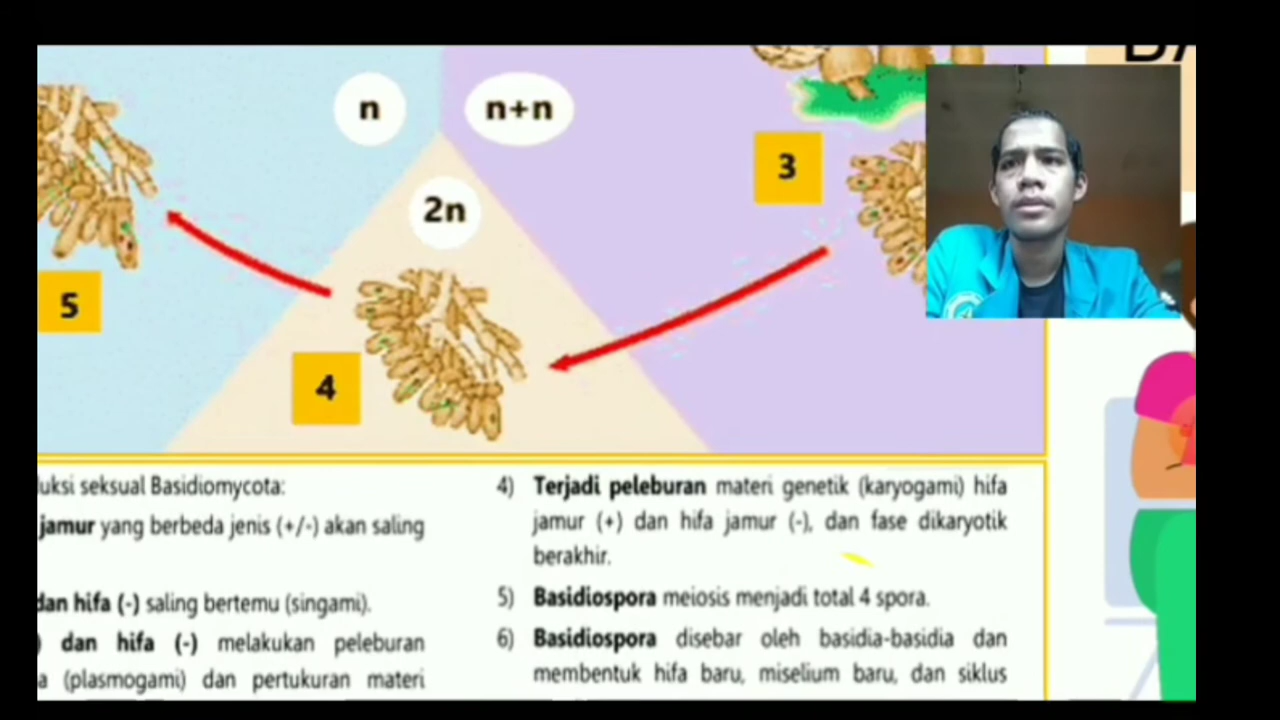 n
n+n
2n
3
4
5
uksi seksual Basidiomycota:
jamur yang berbeda jenis (+/-) akan saling
dan hifa (-) saling bertemu (singami).
) dan hifa (-) melakukan peleburan
a (plasmogami) dan pertukuran materi
4) Terjadi peleburan materi genetik (karyogami) hifa
jamur (+) dan hifa jamur (-), dan fase dikaryotik
berakhir.
5) Basidiospora meiosis menjadi total 4 spora.
6) Basidiospora disebar oleh basidia-basidia dan
membentuk hifa baru, miselium baru, dan siklus